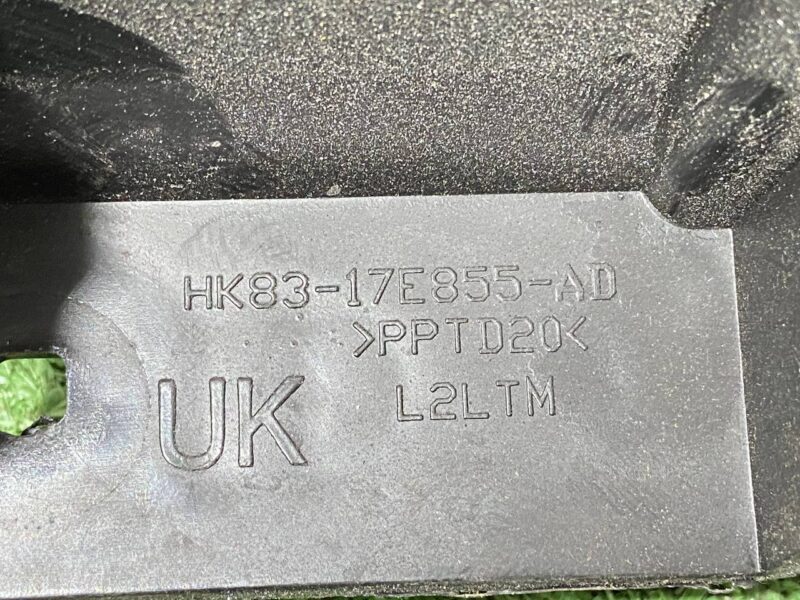 HK83-17E855-AD
>PPTD20<
UK
L2LTM